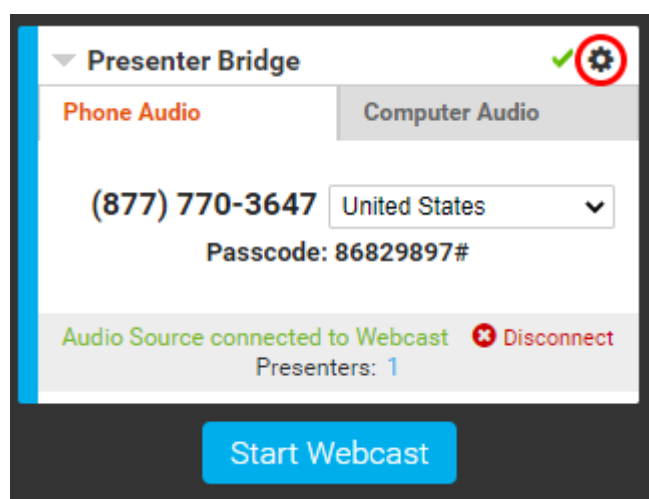 Presenter Bridge
Phone Audio
Computer Audio
(877) 770-3647 United States
Passcode: 86829897#
Audio Source connected to Webcast Disconnect
Presenters: 1
Start Webcast